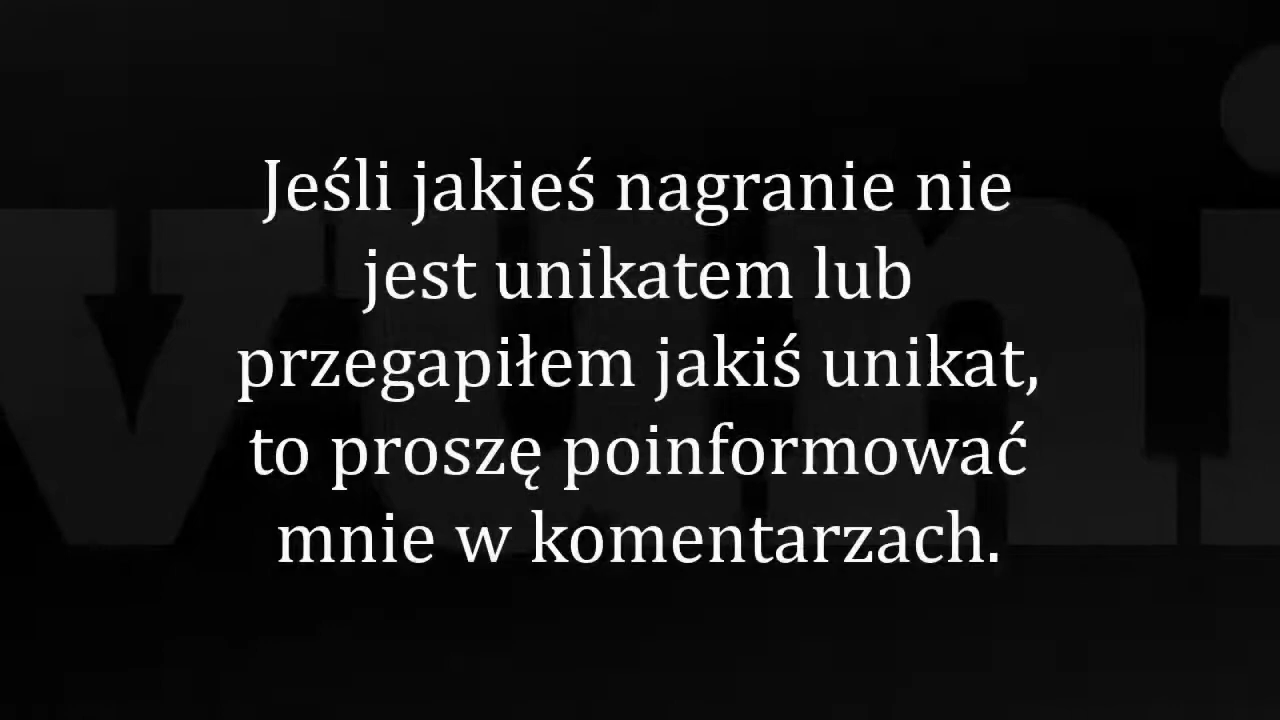 Jeśli jakieś nagranie nie
jest unikatem lub
przegapiłem jakiś unikat,
to proszę poinformować
mnie w komentarzach.